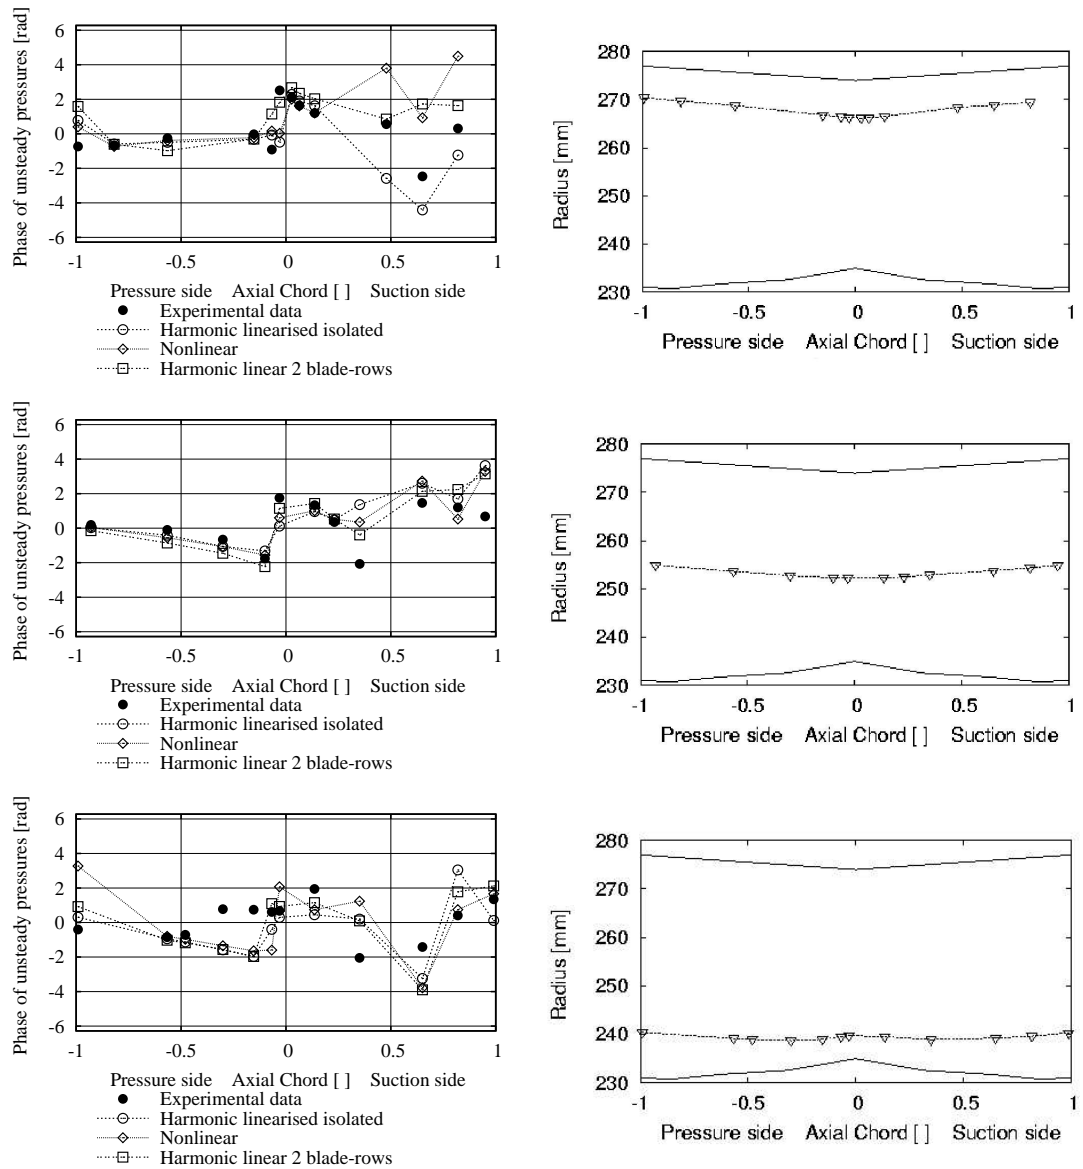 Phase of unsteady pressures [rad]
6
4
2
0
-2
-4
-6
-1 -0.5 0 0.5 1
Pressure side Axial Chord [ ] Suction side
Experimental data
Harmonic linearised isolated
Nonlinear
Harmonic linear 2 blade-rows
Radius [mm]
280
270
260
250
240
230
-1 -0.5 0 0.5 1
Pressure side Axial Chord [ ] Suction side
Phase of unsteady pressures [rad]
6
4
2
0
-2
-4
-6
-1 -0.5 0 0.5 1
Pressure side Axial Chord [ ] Suction side
Experimental data
Harmonic linearised isolated
Nonlinear
Harmonic linear 2 blade-rows
Radius [mm]
280
270
260
250
240
230
-1 -0.5 0 0.5 1
Pressure side Axial Chord [ ] Suction side
Phase of unsteady pressures [rad]
6
4
2
0
-2
-4
-6
-1 -0.5 0 0.5 1
Pressure side Axial Chord [ ] Suction side
Experimental data
Harmonic linearised isolated
Nonlinear
Harmonic linear 2 blade-rows
Radius [mm]
280
270
260
250
240
230
-1 -0.5 0 0.5 1
Pressure side Axial Chord [ ] Suction side